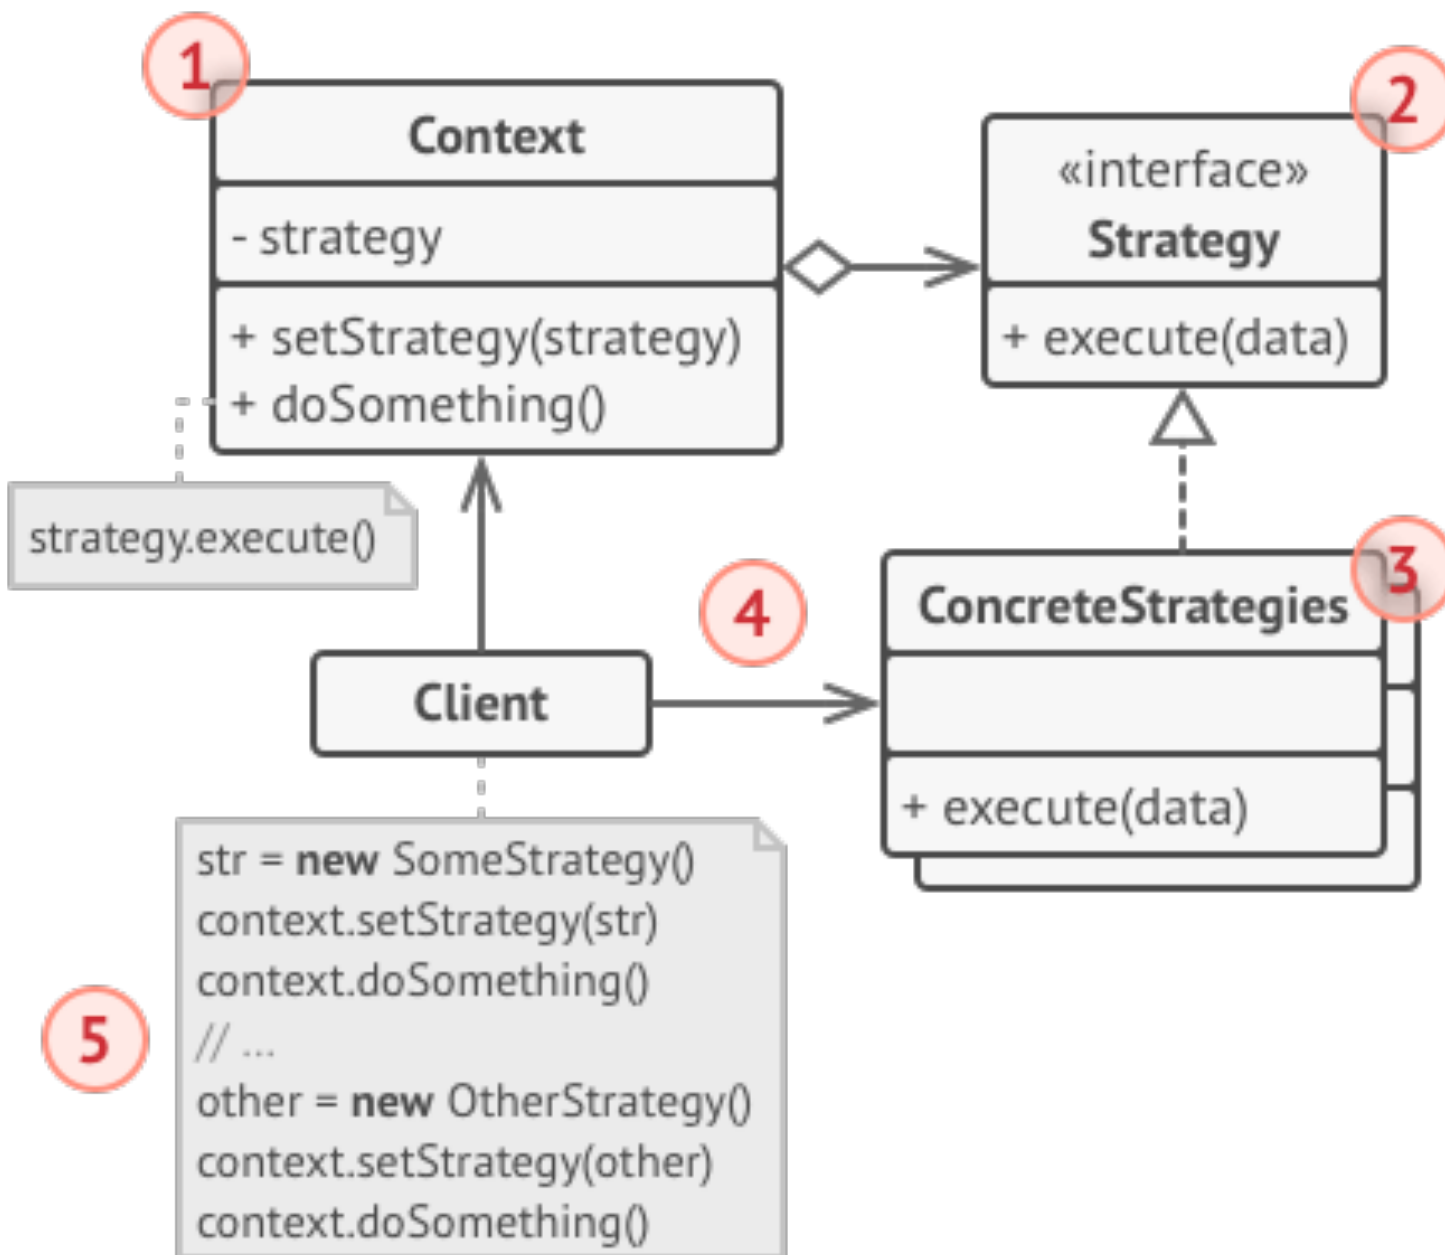 1
Context
- strategy
+ setStrategy(strategy)
+ doSomething()
strategy.execute()
2
«interface»
Strategy
+ execute(data)
3
ConcreteStrategies
+ execute(data)
4
Client
5
str = new SomeStrategy()
context.setStrategy(str)
context.doSomething()
// ...
other = new OtherStrategy()
context.setStrategy(other)
context.doSomething()